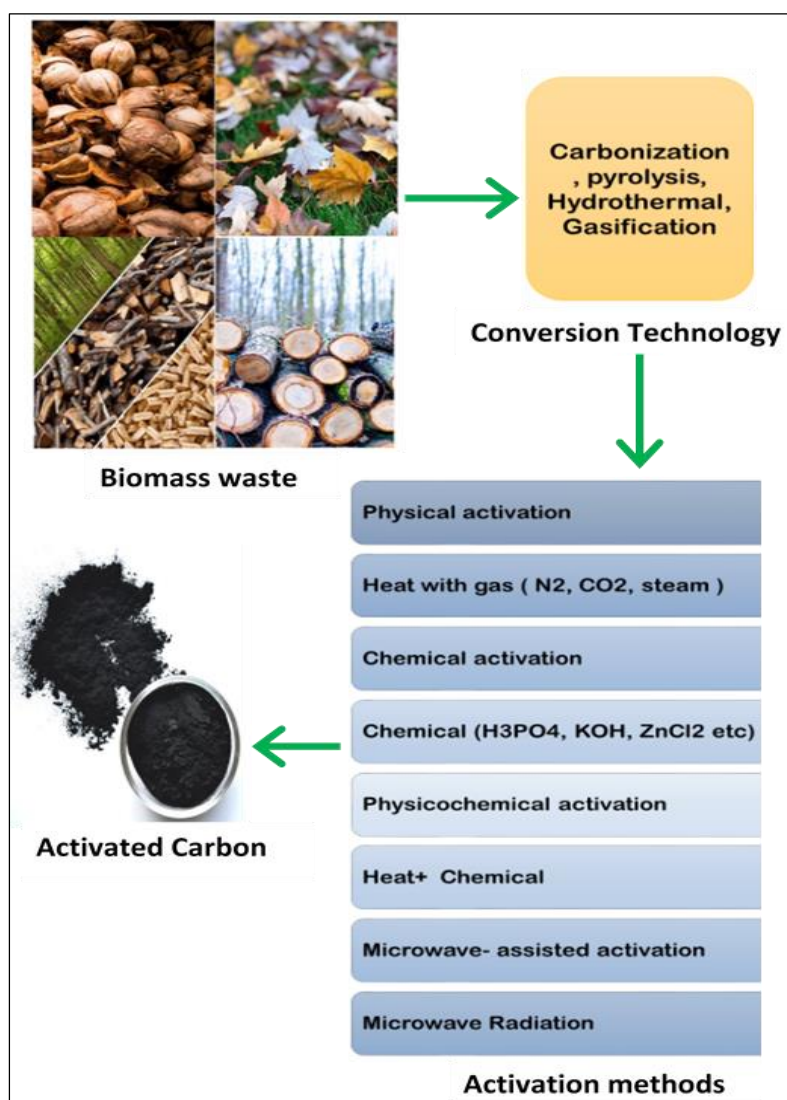 Carbonization
, pyrolysis,
Hydrothermal,
Gasification
Conversion Technology
Biomass waste
Physical activation
Heat with gas ( N2, CO2, steam )
Chemical activation
Chemical (H3PO4, KOH, ZnCl2 etc)
Physicochemical activation
Heat+ Chemical
Microwave- assisted activation
Microwave Radiation
Activation methods
Activated Carbon